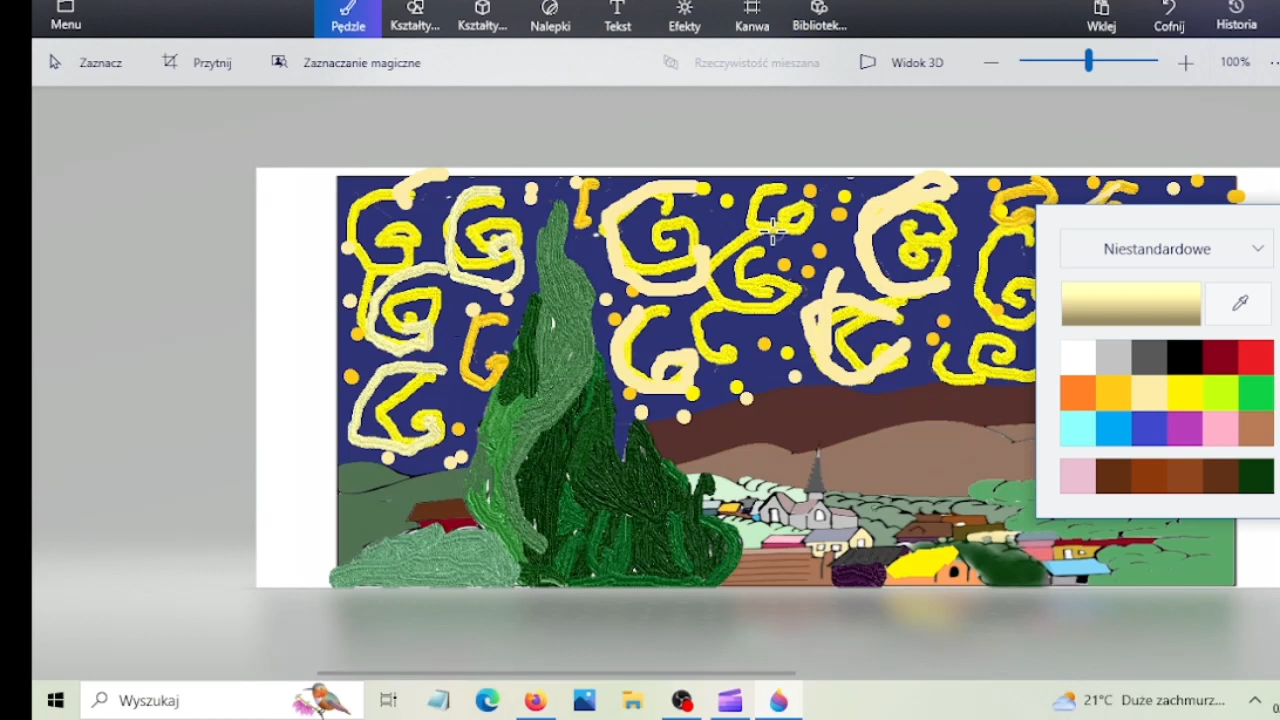 Menu
Pędzle
Kształty...
Kształty...
Nalepki
Tekst
Efekty
Kanwa
Bibliotek...
Wklej
Cofnij
Historia
Zaznacz
Przytnij
Zaznaczanie magiczne
Rzeczywistość mieszana
Widok 3D
100%
Niestandardowe
Wyszukaj
21°C Duże zachmurz...